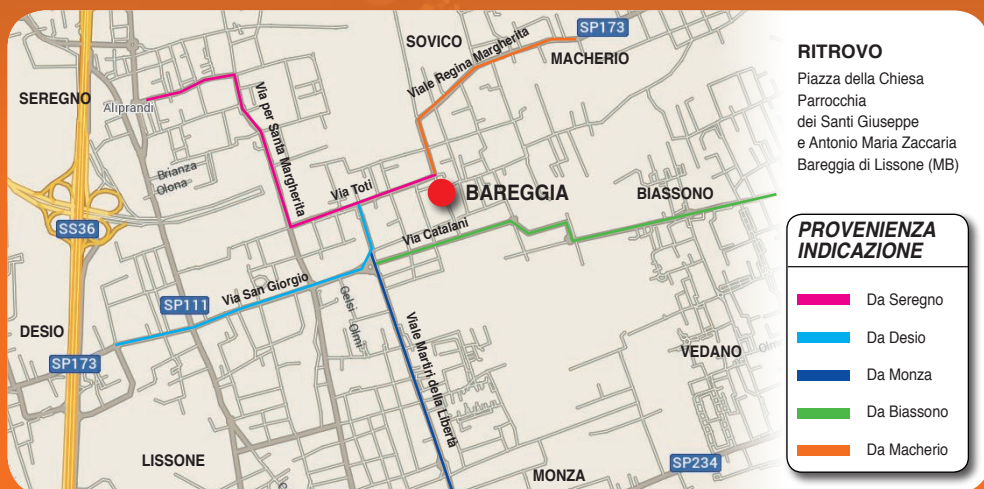 SP173
SOVICO
Viale Regina Margherita
MACHERIO
SEREGNO
Aliprandi
Via per Santa Margherita
Brianza
Olona
Via Toti
BAREGGIA
BIASSONO
SS36
Via Catalani
Via San Giorgio
SP111
Gelsi
Olmi
Viale Martiri della Libertà
DESIO
SP173
VEDANO
LISSONE
MONZA
SP234
RITROVO
Piazza della Chiesa
Parrocchia
dei Santi Giuseppe
e Antonio Maria Zaccaria
Bareggia di Lissone (MB)
PROVENIENZA
INDICAZIONE
Da Seregno
Da Desio
Da Monza
Da Biassono
Da Macherio